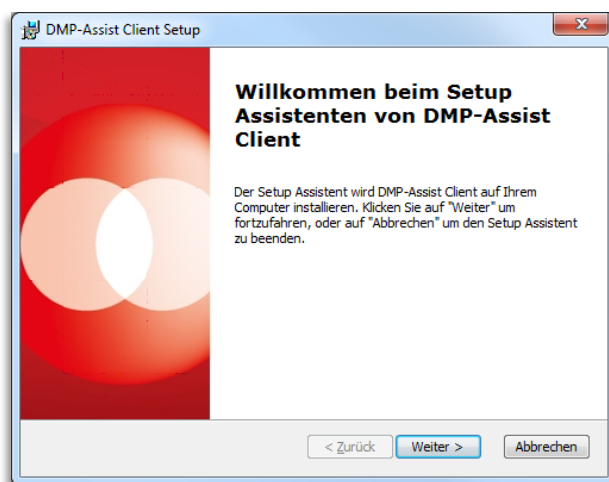 DMP-Assist Client Setup
Willkommen beim Setup
Assistenten von DMP-Assist
Client
Der Setup Assistent wird DMP-Assist Client auf Ihrem
Computer installieren. Klicken Sie auf "Weiter" um
fortzufahren, oder auf "Abbrechen" um den Setup Assistent
zu beenden.
< Zurück Weiter > Abbrechen